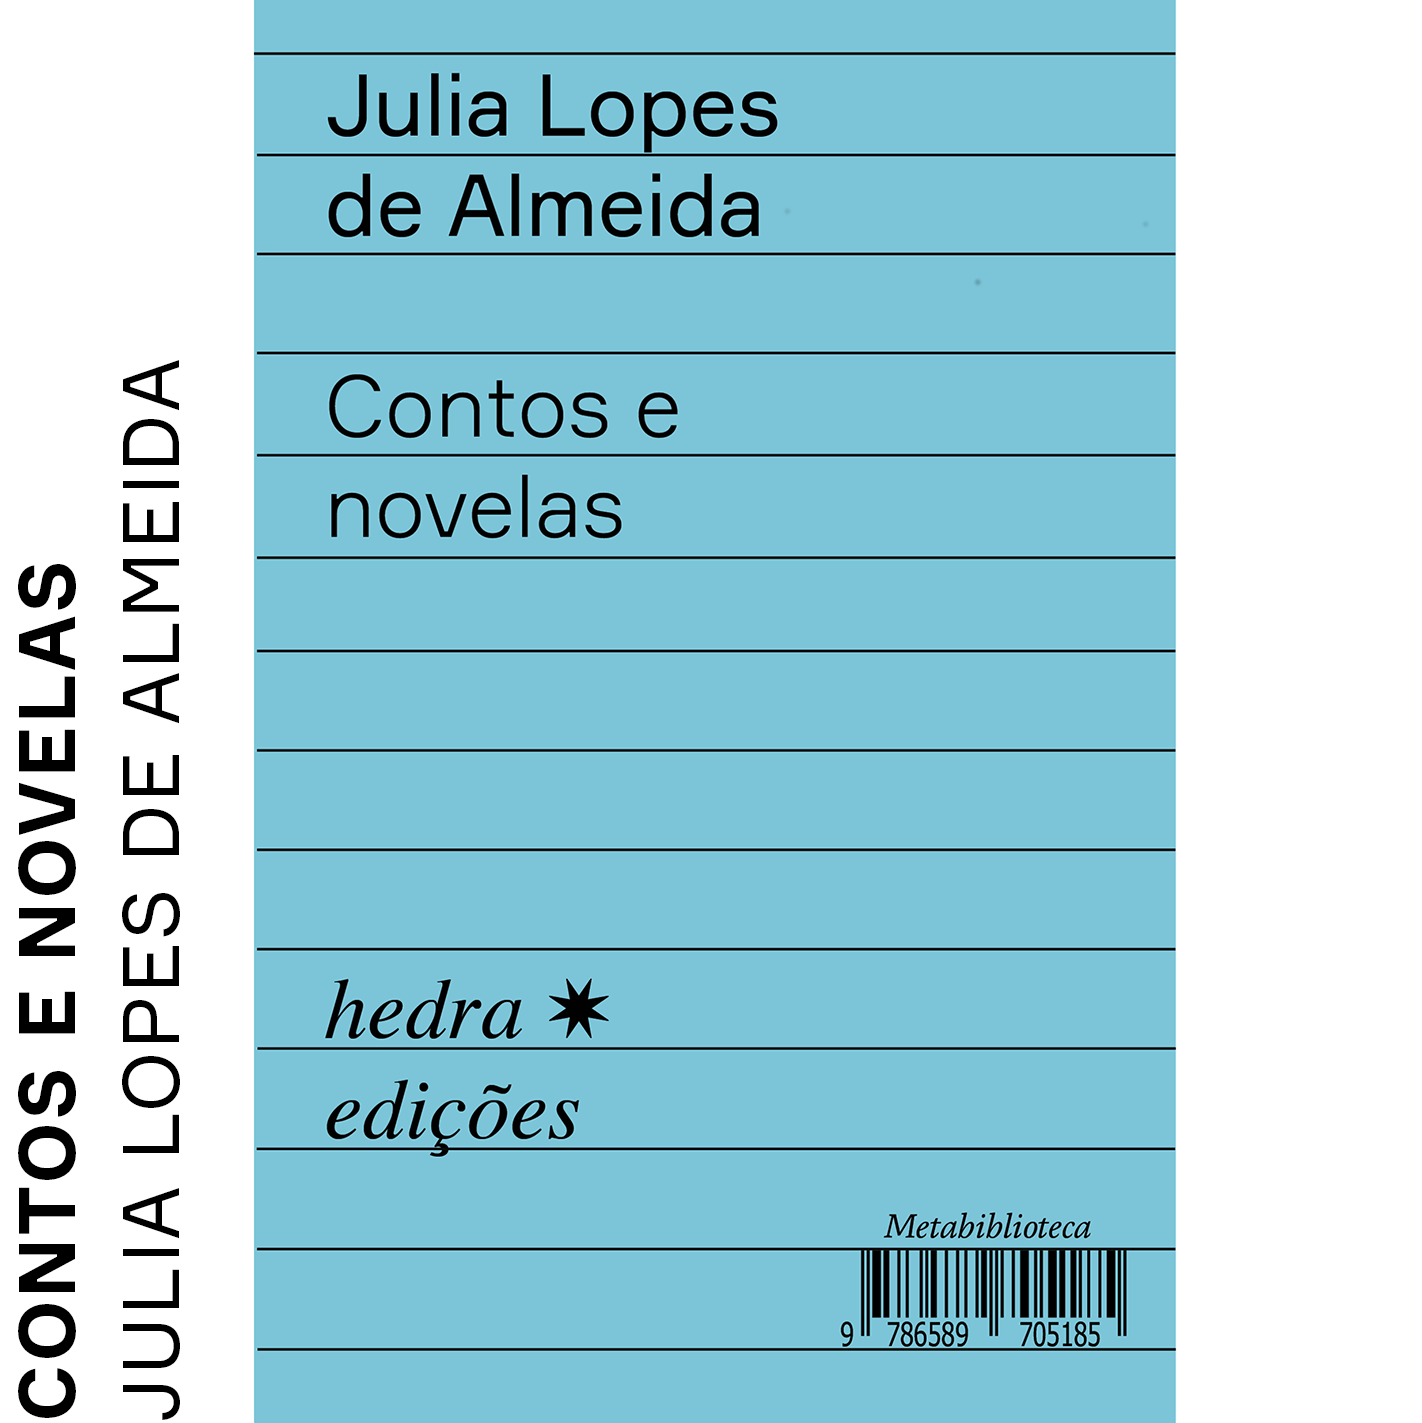 CONTOS E NOVELAS
JULIA LOPES DE ALMEIDA
Julia Lopes
de Almeida
Contos e
novelas
hedra
edições
Metabiblioteca
9 786589 705185